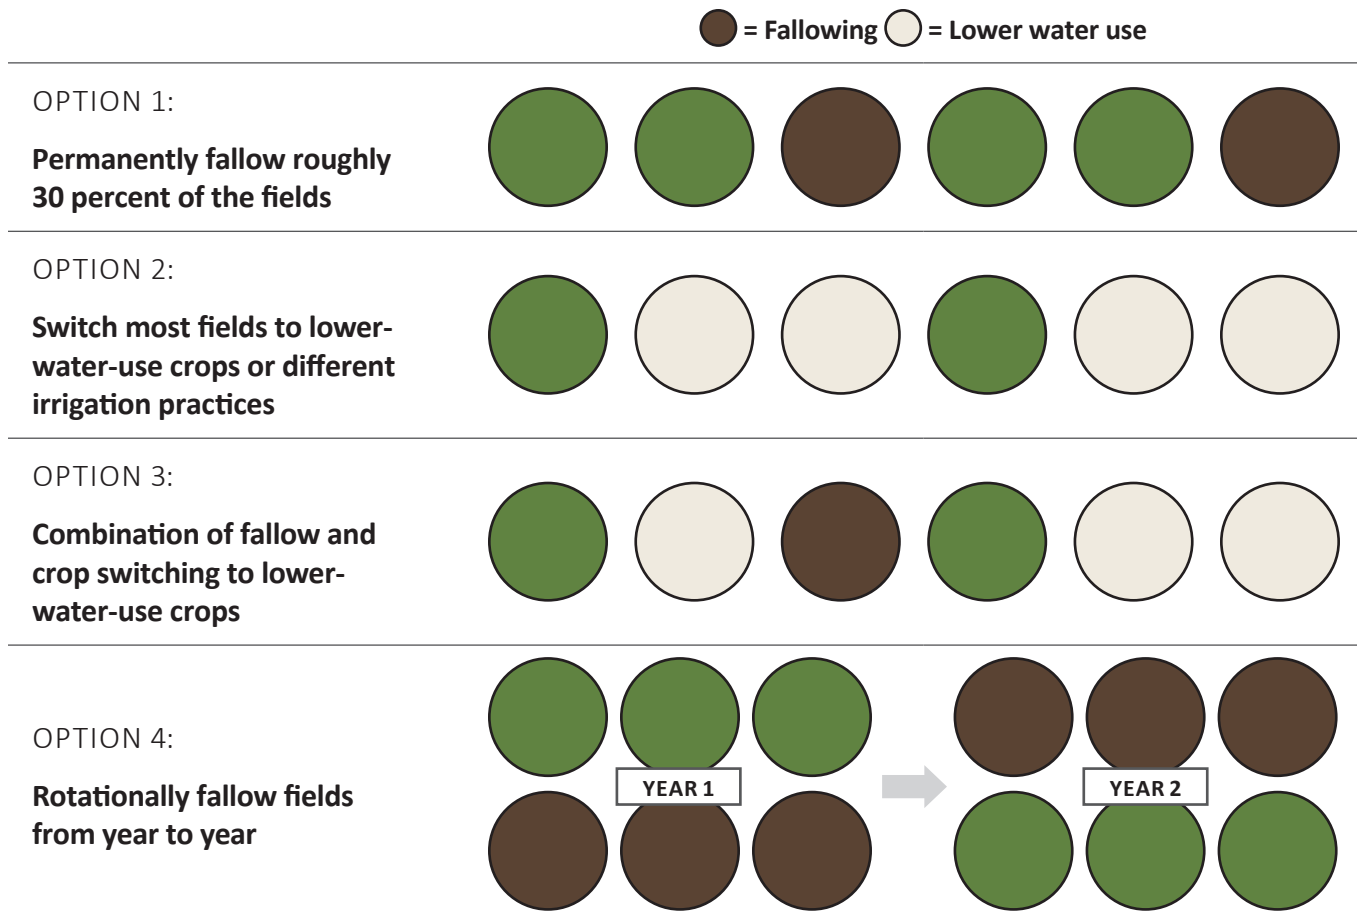 = Fallowing = Lower water use
OPTION 1:
Permanently fallow roughly
30 percent of the fields
OPTION 2:
Switch most fields to lower-
water-use crops or different
irrigation practices
OPTION 3:
Combination of fallow and
crop switching to lower-
water-use crops
OPTION 4:
Rotationally fallow fields
from year to year
YEAR 1
YEAR 2